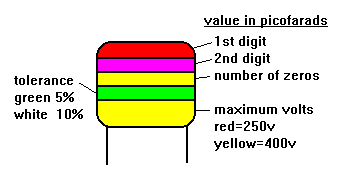 value in picofarads
1st digit
2nd digit
number of zeros
tolerance
green 5%
white 10%
maximum volts
red=250v
yellow=400v